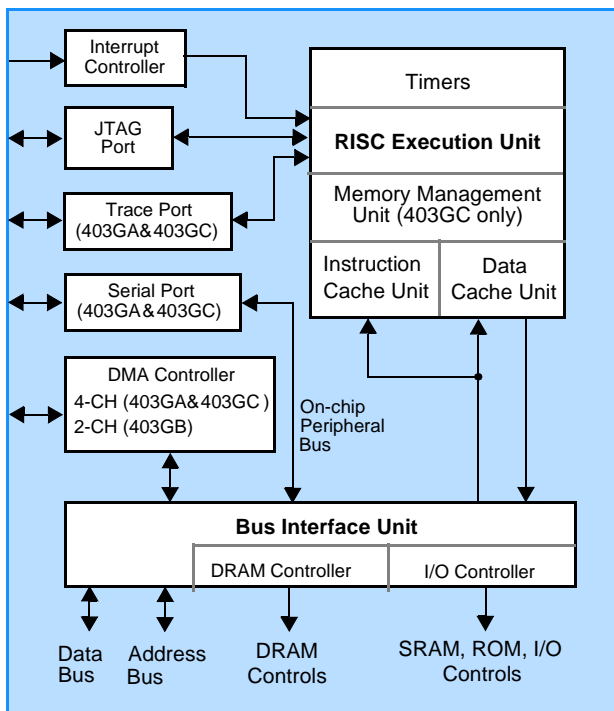 Interrupt
Controller
JTAG
Port
Trace Port
(403GA&403GC)
Serial Port
(403GA&403GC)
DMA Controller
4-CH (403GA&403GC)
2-CH (403GB)
Timers
RISC Execution Unit
Memory Management
Unit (403GC only)
Instruction
Cache Unit
Data
Cache Unit
On-chip
Peripheral
Bus
Bus Interface Unit
DRAM Controller
I/O Controller
Data
Bus
Address
Bus
DRAM
Controls
SRAM, ROM, I/O
Controls